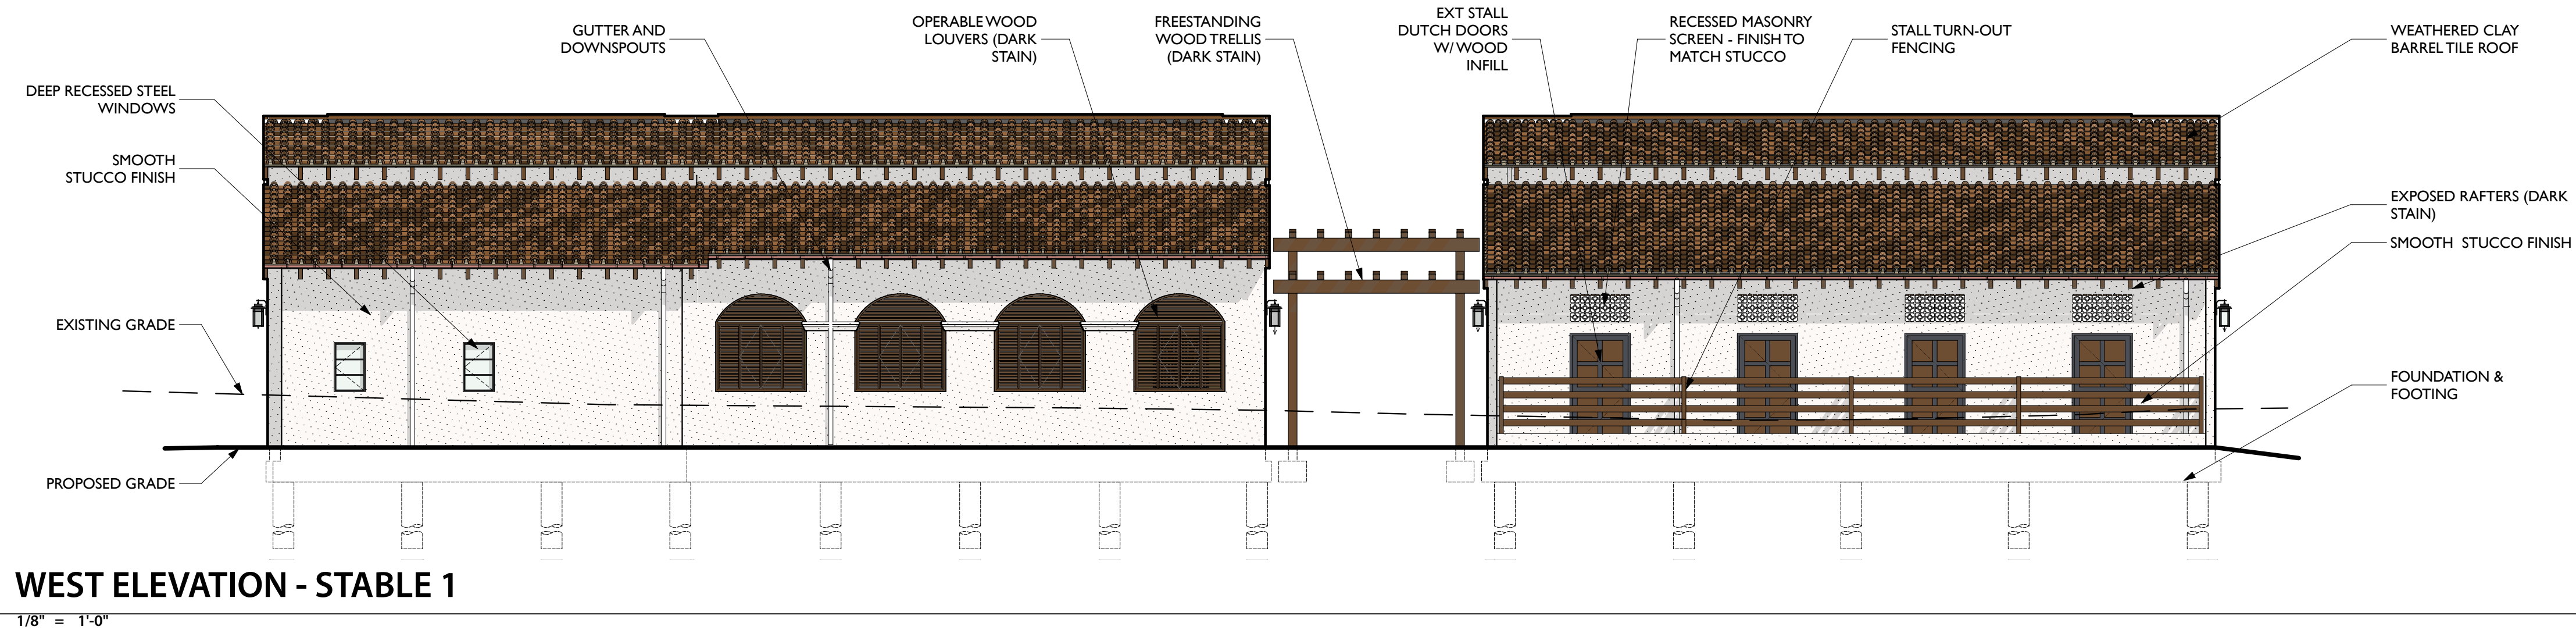 GUTTER AND
DOWNSPOUTS
OPERABLE WOOD
LOUVERS (DARK
STAIN)
FREESTANDING
WOOD TRELLIS
(DARK STAIN)
EXT STALL
DUTCH DOORS
W/ WOOD
INFILL
RECESSED MASONRY
SCREEN - FINISH TO
MATCH STUCCO
STALL TURN-OUT
FENCING
WEATHERED CLAY
BARREL TILE ROOF
DEEP RECESSED STEEL
WINDOWS
SMOOTH
STUCCO FINISH
EXPOSED RAFTERS (DARK
STAIN)
SMOOTH STUCCO FINISH
EXISTING GRADE
FOUNDATION &
FOOTING
PROPOSED GRADE
WEST ELEVATION - STABLE 1
1/8" = 1'-0"